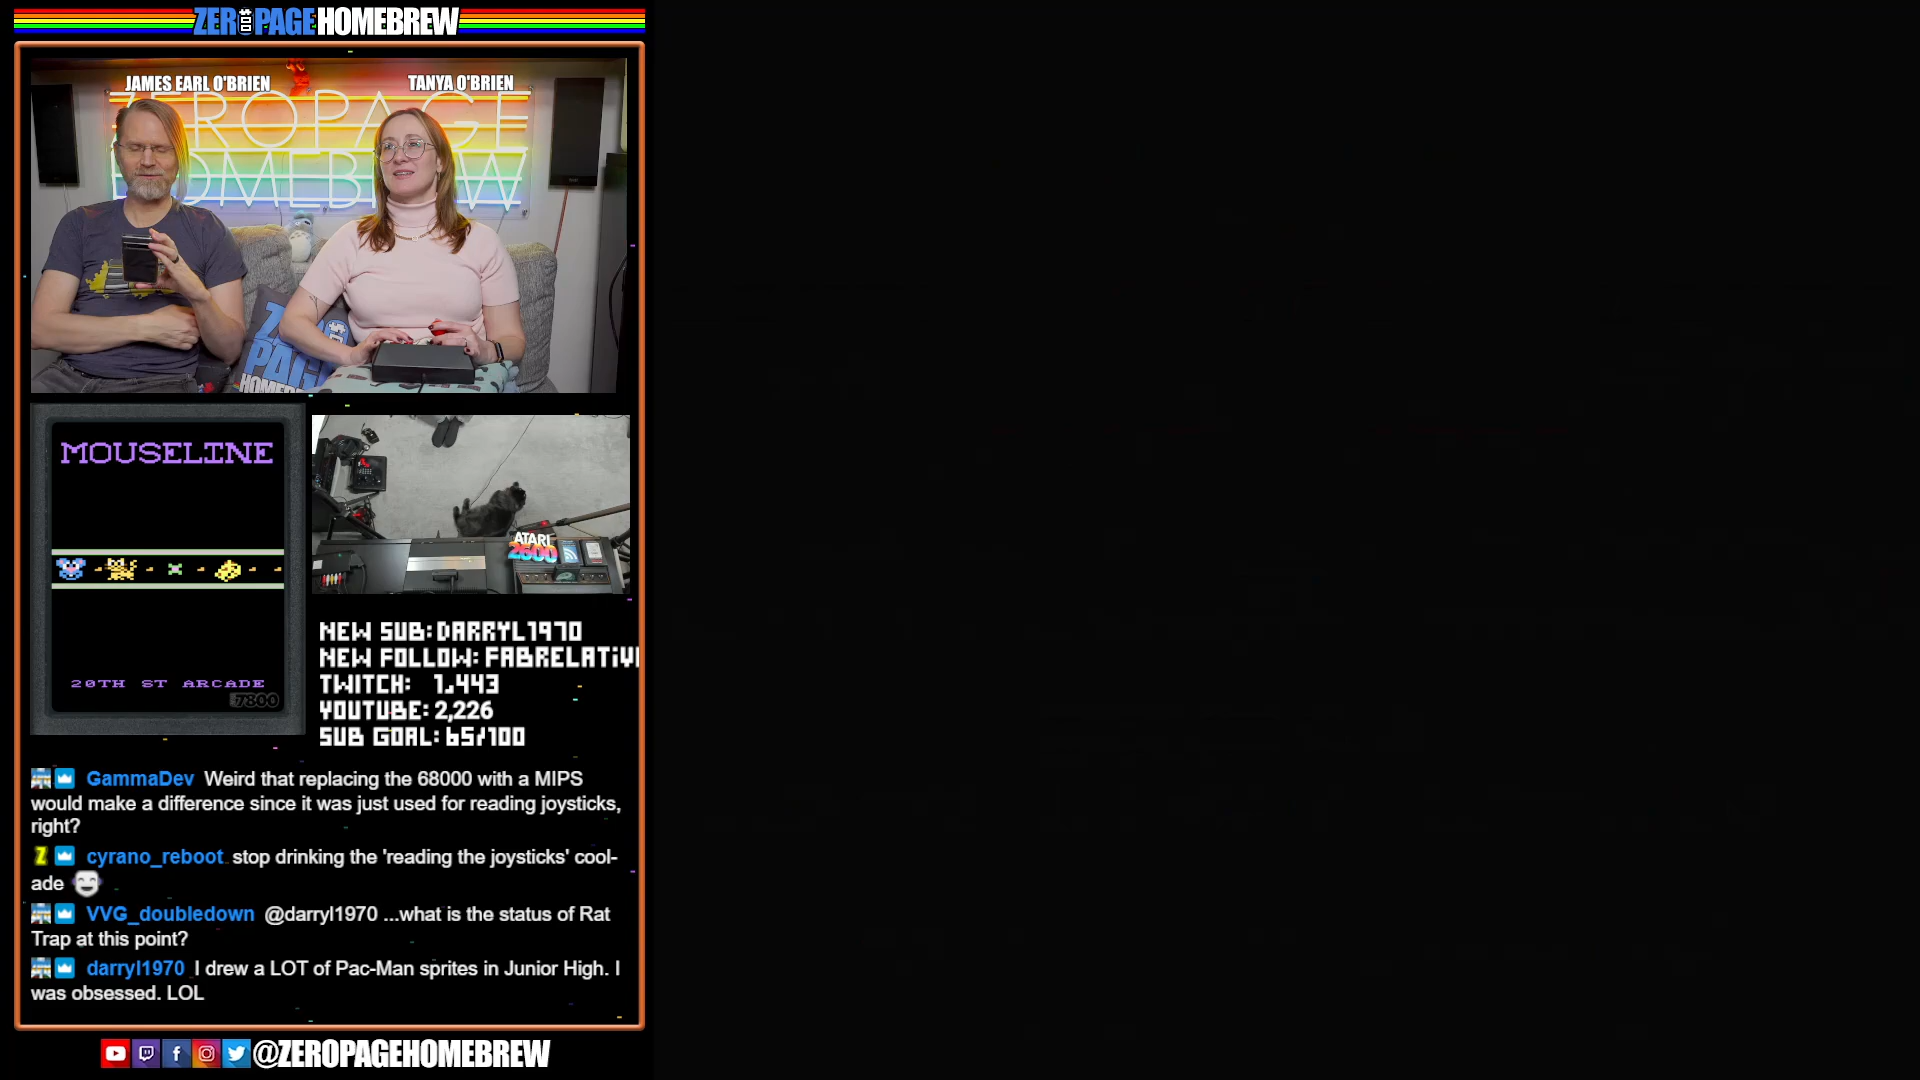 ZEROPAGEHOMEBREW
JAMES EARL O'BRIEN
TANYA O'BRIEN
MOUSELINE
20TH ST ARCADE
7800
ATARI
2600
NEW SUB: DARRYL1970
NEW FOLLOW: FABRELATIV
TWITCH: 1,443
YOUTUBE: 2,226
SUB GOAL: 65/100
GammaDev Weird that replacing the 68000 with a MIPS
would make a difference since it was just used for reading joysticks,
right?
cyrano_reboot stop drinking the 'reading the joysticks' cool-
ade
VVG_doubledown @darryl1970 ...what is the status of Rat
Trap at this point?
darryl1970 I drew a LOT of Pac-Man sprites in Junior High. I
was obsessed. LOL
@ZEROPAGEHOMEBREW